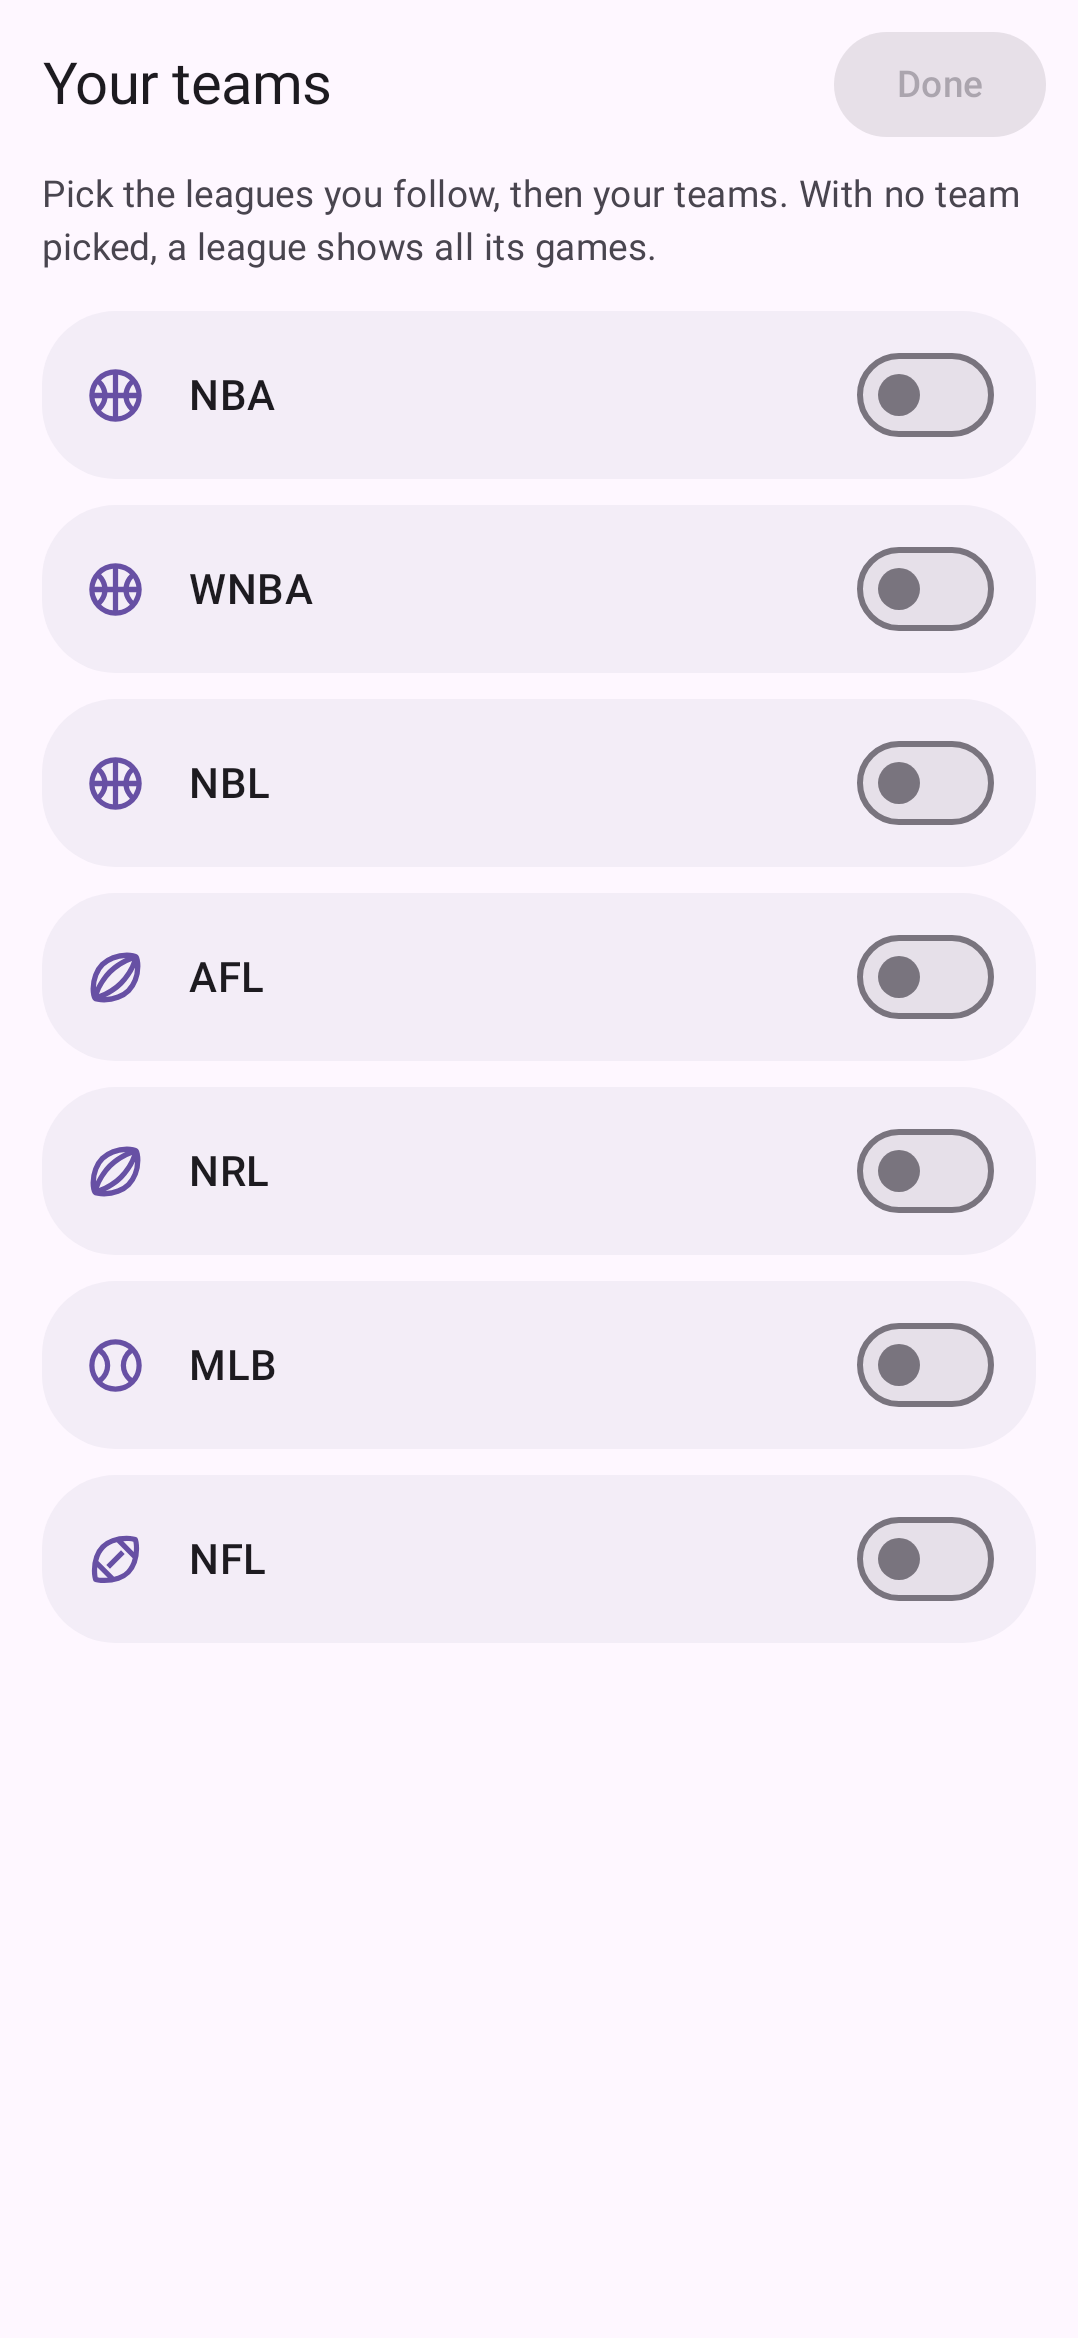 Your teams
Done
Pick the leagues you follow, then your teams. With no team
picked, a league shows all its games.
NBA
WNBA
NBL
AFL
NRL
MLB
NFL